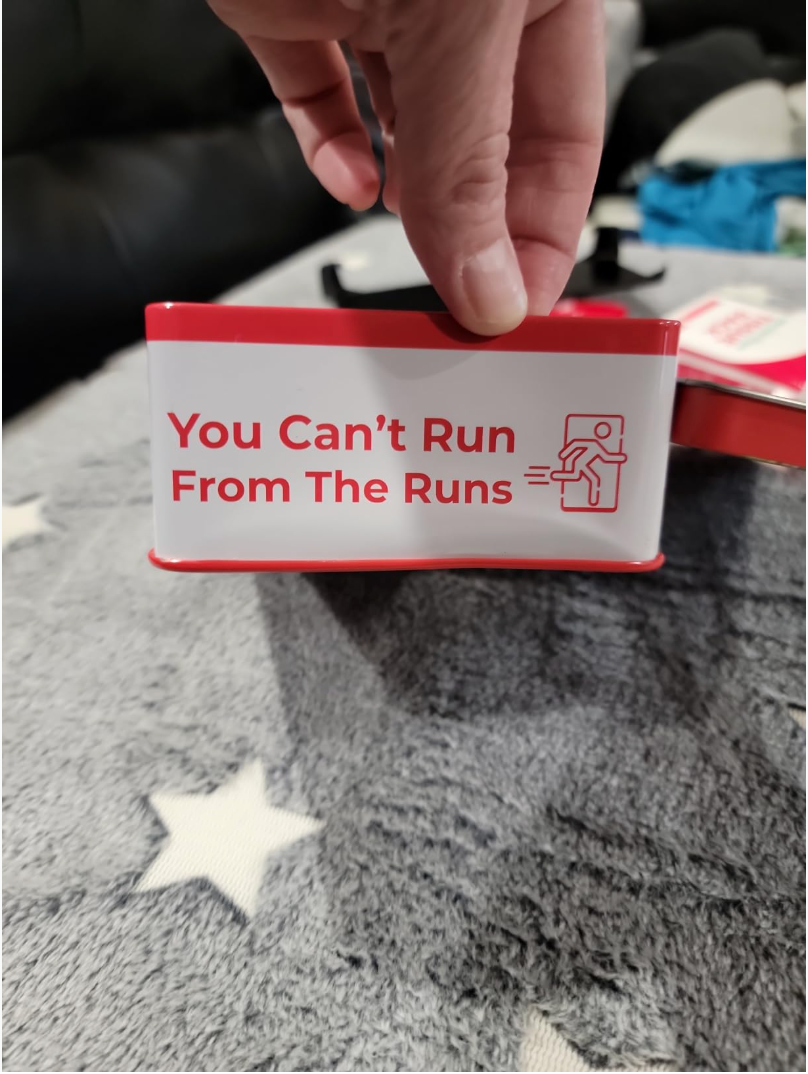 You Can’t Run
From The Runs